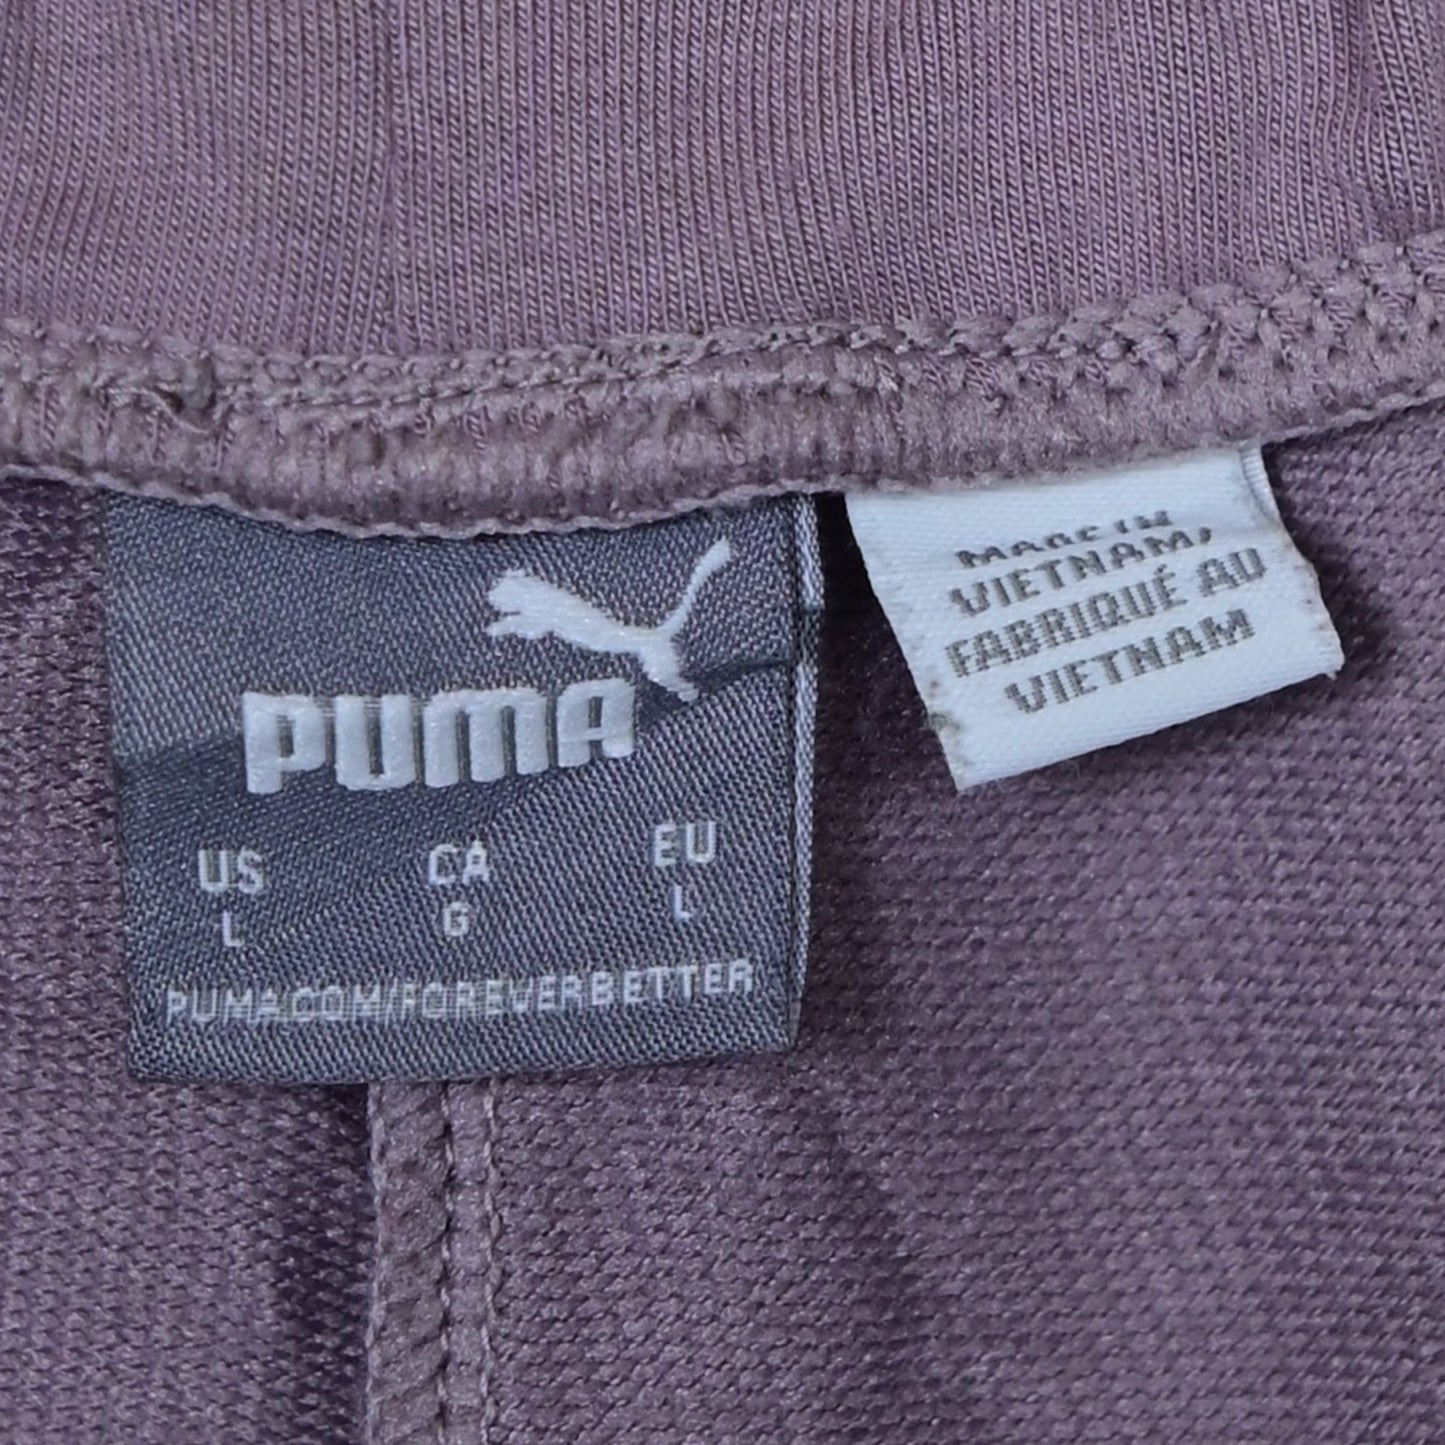 PUMA
US CA EU
L G L
PUMA.COM/FOREVERBETTER
MADE IN
VIETNAM,
FABRIQUÉ AU
VIETNAM